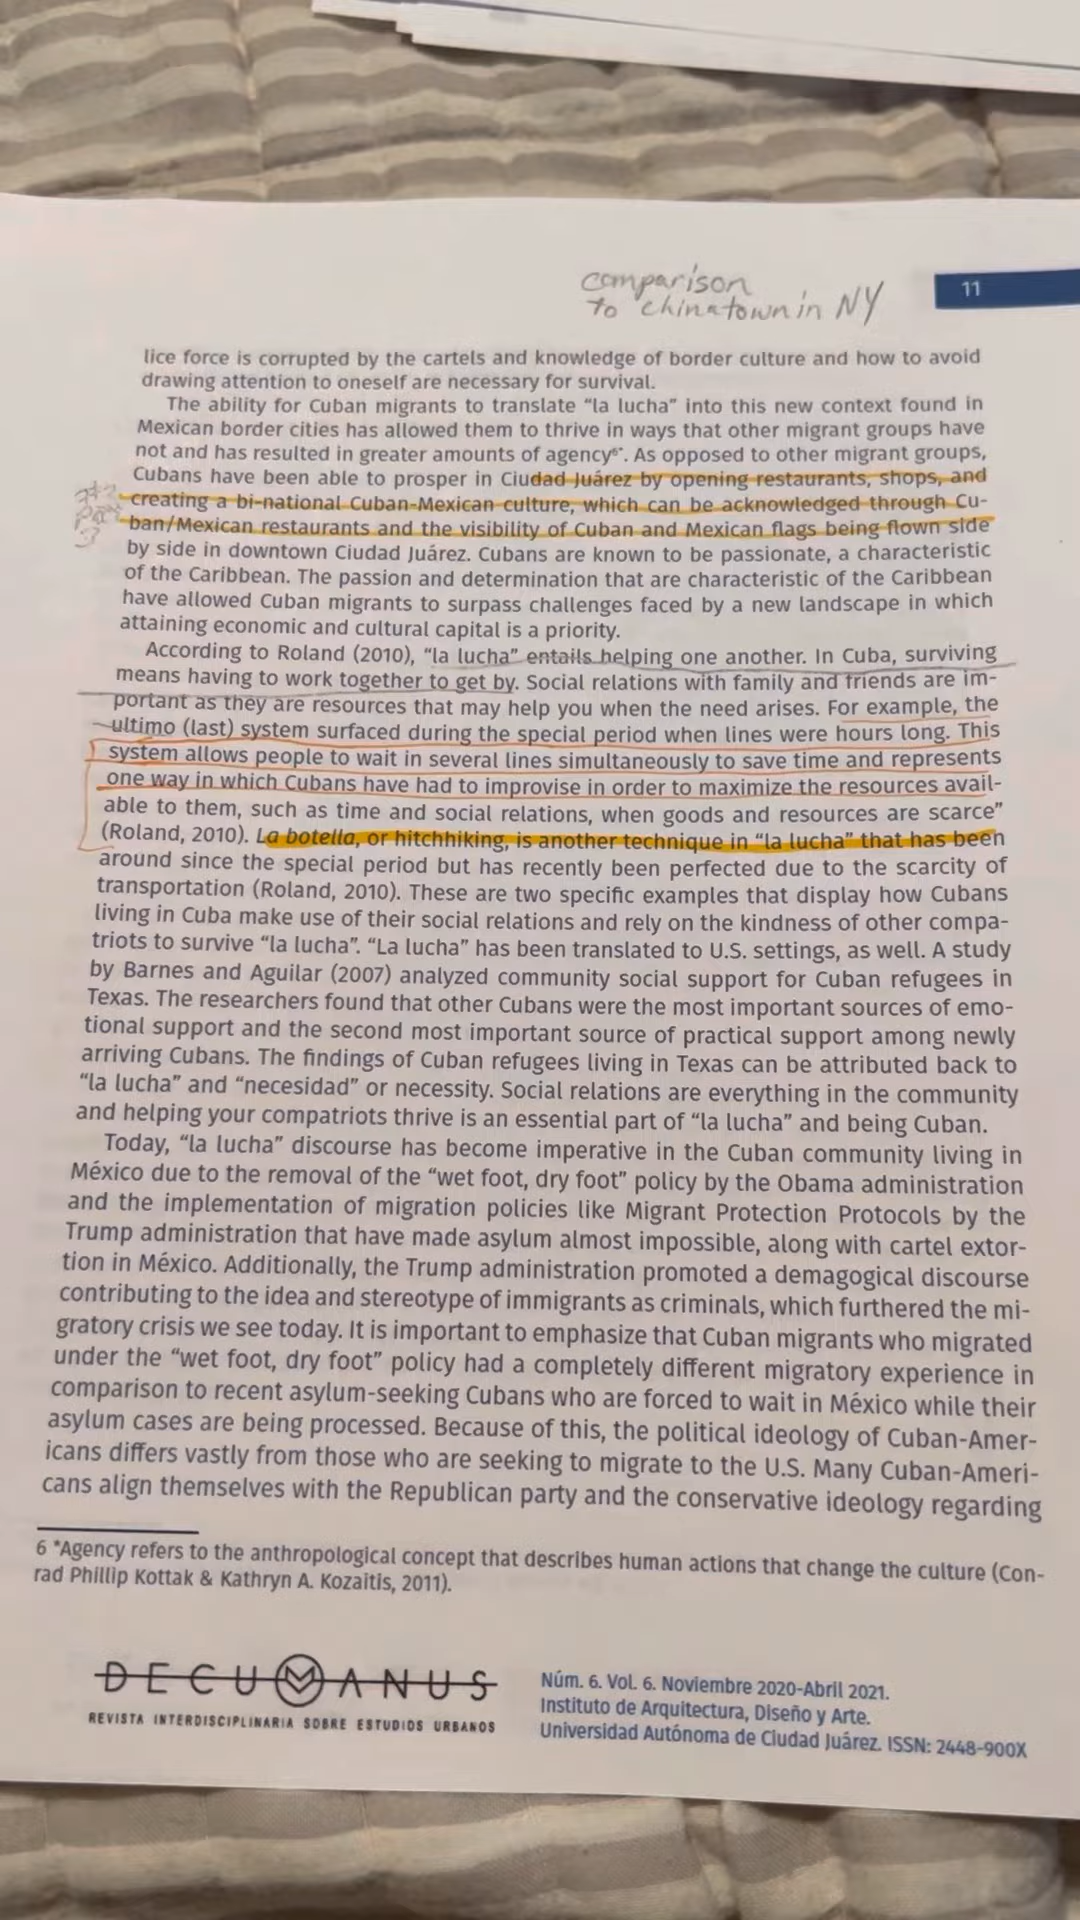 comparison
to chinatown in NY
11
lice force is corrupted by the cartels and knowledge of border culture and how to avoid
drawing attention to oneself are necessary for survival.
The ability for Cuban migrants to translate “la lucha” into this new context found in
Mexican border cities has allowed them to thrive in ways that other migrant groups have
not and has resulted in greater amounts of agency⁶*. As opposed to other migrant groups,
Cubans have been able to prosper in Ciudad Juárez by opening restaurants, shops, and
creating a bi-national Cuban-Mexican culture, which can be acknowledged through Cu-
ban/Mexican restaurants and the visibility of Cuban and Mexican flags being flown side
by side in downtown Ciudad Juárez. Cubans are known to be passionate, a characteristic
of the Caribbean. The passion and determination that are characteristic of the Caribbean
have allowed Cuban migrants to surpass challenges faced by a new landscape in which
attaining economic and cultural capital is a priority.
According to Roland (2010), “la lucha” entails helping one another. In Cuba, surviving
means having to work together to get by. Social relations with family and friends are im-
portant as they are resources that may help you when the need arises. For example, the
ultimo (last) system surfaced during the special period when lines were hours long. This
system allows people to wait in several lines simultaneously to save time and represents
one way in which Cubans have had to improvise in order to maximize the resources avail-
able to them, such as time and social relations, when goods and resources are scarce”
(Roland, 2010). La botella, or hitchhiking, is another technique in “la lucha” that has been
around since the special period but has recently been perfected due to the scarcity of
transportation (Roland, 2010). These are two specific examples that display how Cubans
living in Cuba make use of their social relations and rely on the kindness of other compa-
triots to survive “la lucha”. “La lucha” has been translated to U.S. settings, as well. A study
by Barnes and Aguilar (2007) analyzed community social support for Cuban refugees in
Texas. The researchers found that other Cubans were the most important sources of emo-
tional support and the second most important source of practical support among newly
arriving Cubans. The findings of Cuban refugees living in Texas can be attributed back to
“la lucha” and “necesidad” or necessity. Social relations are everything in the community
and helping your compatriots thrive is an essential part of “la lucha” and being Cuban.
Today, “la lucha” discourse has become imperative in the Cuban community living in
México due to the removal of the “wet foot, dry foot” policy by the Obama administration
and the implementation of migration policies like Migrant Protection Protocols by the
Trump administration that have made asylum almost impossible, along with cartel extor-
tion in México. Additionally, the Trump administration promoted a demagogical discourse
contributing to the idea and stereotype of immigrants as criminals, which furthered the mi-
gratory crisis we see today. It is important to emphasize that Cuban migrants who migrated
under the “wet foot, dry foot” policy had a completely different migratory experience in
comparison to recent asylum-seeking Cubans who are forced to wait in México while their
asylum cases are being processed. Because of this, the political ideology of Cuban-Amer-
icans differs vastly from those who are seeking to migrate to the U.S. Many Cuban-Ameri-
cans align themselves with the Republican party and the conservative ideology regarding
6 *Agency refers to the anthropological concept that describes human actions that change the culture (Con-
rad Phillip Kottak & Kathryn A. Kozaitis, 2011).
DECUMANUS
REVISTA INTERDISCIPLINARIA SOBRE ESTUDIOS URBANOS
Núm. 6. Vol. 6. Noviembre 2020-Abril 2021.
Instituto de Arquitectura, Diseño y Arte.
Universidad Autónoma de Ciudad Juárez. ISSN: 2448-900X